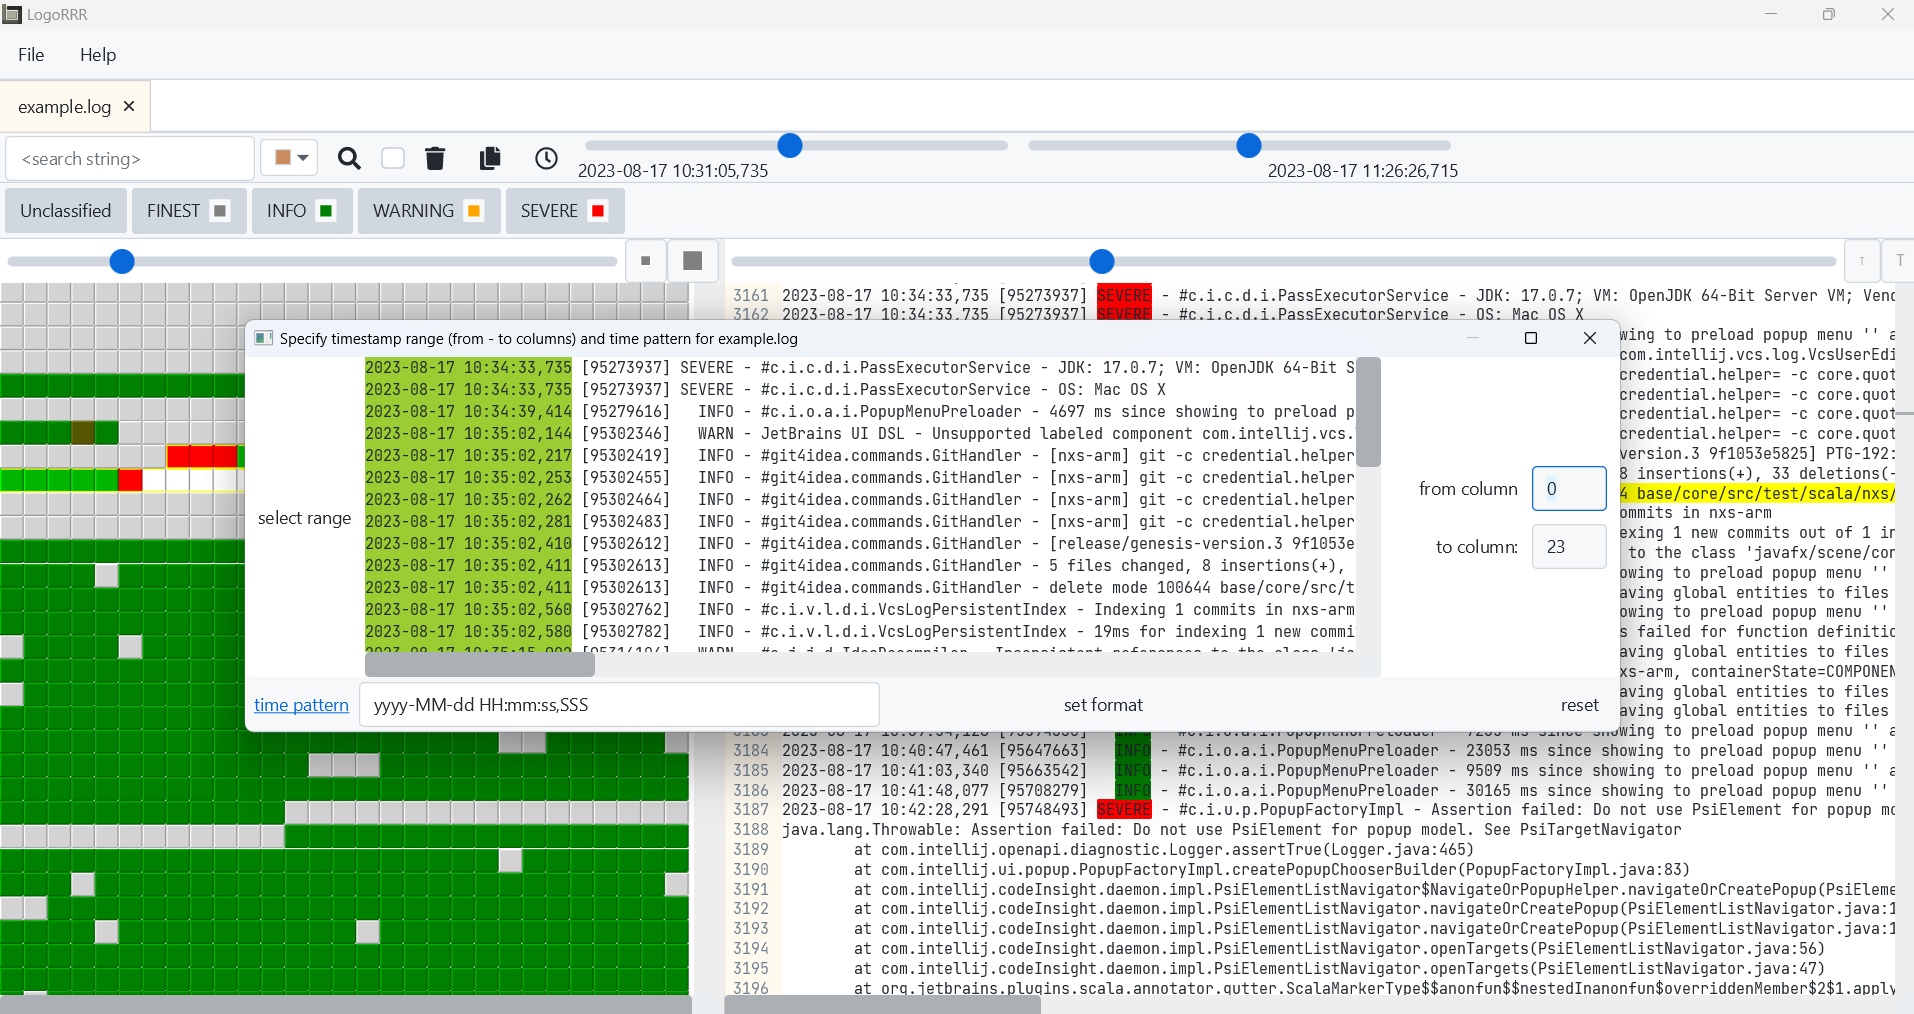 LogoRRR
File Help
example.log
<search string>
2023-08-17 10:31:05,735
2023-08-17 11:26:26,715
Unclassified FINEST INFO WARNING SEVERE
T T
3161 2023-08-17 10:34:33,735 [95273937] SEVERE - #c.i.c.d.i.PassExecutorService - JDK: 17.0.7; VM: OpenJDK 64-Bit Server VM; Vend
3162 2023-08-17 10:34:33,735 [95273937] SEVERE - #c.i.c.d.i.PassExecutorService - OS: Mac OS X
Specify timestamp range (from - to columns) and time pattern for example.log
select range
2023-08-17 10:34:33,735 [95273937] SEVERE - #c.i.c.d.i.PassExecutorService - JDK: 17.0.7; VM: OpenJDK 64-Bit S
2023-08-17 10:34:33,735 [95273937] SEVERE - #c.i.c.d.i.PassExecutorService - OS: Mac OS X
2023-08-17 10:34:39,414 [95279616] INFO - #c.i.o.a.i.PopupMenuPreloader - 4697 ms since showing to preload p
2023-08-17 10:35:02,144 [95302346] WARN - JetBrains UI DSL - Unsupported labeled component com.intellij.vcs.
2023-08-17 10:35:02,217 [95302419] INFO - #git4idea.commands.GitHandler - [nxs-arm] git -c credential.helper
2023-08-17 10:35:02,253 [95302455] INFO - #git4idea.commands.GitHandler - [nxs-arm] git -c credential.helper
2023-08-17 10:35:02,262 [95302464] INFO - #git4idea.commands.GitHandler - [nxs-arm] git -c credential.helper
2023-08-17 10:35:02,281 [95302483] INFO - #git4idea.commands.GitHandler - [nxs-arm] git -c credential.helper
2023-08-17 10:35:02,410 [95302612] INFO - #git4idea.commands.GitHandler - [release/genesis-version.3 9f1053e
2023-08-17 10:35:02,411 [95302613] INFO - #git4idea.commands.GitHandler - 5 files changed, 8 insertions(+),
2023-08-17 10:35:02,411 [95302613] INFO - #git4idea.commands.GitHandler - delete mode 100644 base/core/src/t
2023-08-17 10:35:02,560 [95302762] INFO - #c.i.v.l.d.i.VcsLogPersistentIndex - Indexing 1 commits in nxs-arm
2023-08-17 10:35:02,580 [95302782] INFO - #c.i.v.l.d.i.VcsLogPersistentIndex - 19ms for indexing 1 new commi
from column 0
to column: 23
time pattern yyyy-MM-dd HH:mm:ss,SSS set format reset
wing to preload popup menu '' a
com.intellij.vcs.log.VcsUserEdi
credential.helper= -c core.quot
credential.helper= -c core.quot
credential.helper= -c core.quot
credential.helper= -c core.quot
version.3 9f1053e5825] PTG-192:
8 insertions(+), 33 deletions(-
4 base/core/src/test/scala/nxs/
ommits in nxs-arm
exing 1 new commits out of 1 in
to the class 'javafx/scene/cor
owing to preload popup menu ''
aving global entities to files
owing to preload popup menu ''
s failed for function definitic
aving global entities to files
xs-arm, containerState=COMPONEN
aving global entities to files
aving global entities to files
wing to preload popup menu '' a
3184 2023-08-17 10:40:47,461 [95647663] INFO - #c.i.o.a.i.PopupMenuPreloader - 23053 ms since showing to preload popup menu ''
3185 2023-08-17 10:41:03,340 [95663542] INFO - #c.i.o.a.i.PopupMenuPreloader - 9509 ms since showing to preload popup menu '' a
3186 2023-08-17 10:41:48,077 [95708279] INFO - #c.i.o.a.i.PopupMenuPreloader - 30165 ms since showing to preload popup menu ''
3187 2023-08-17 10:42:28,291 [95748493] SEVERE - #c.i.u.p.PopupFactoryImpl - Assertion failed: Do not use PsiElement for popup mo
3188 java.lang.Throwable: Assertion failed: Do not use PsiElement for popup model. See PsiTargetNavigator
3189 at com.intellij.openapi.diagnostic.Logger.assertTrue(Logger.java:465)
3190 at com.intellij.ui.popup.PopupFactoryImpl.createPopupChooserBuilder(PopupFactoryImpl.java:83)
3191 at com.intellij.codeInsight.daemon.impl.PsiElementListNavigator$NavigateOrPopupHelper.navigateOrCreatePopup(PsiEleme
3192 at com.intellij.codeInsight.daemon.impl.PsiElementListNavigator.navigateOrCreatePopup(PsiElementListNavigator.java:1
3193 at com.intellij.codeInsight.daemon.impl.PsiElementListNavigator.navigateOrCreatePopup(PsiElementListNavigator.java:1
3194 at com.intellij.codeInsight.daemon.impl.PsiElementListNavigator.openTargets(PsiElementListNavigator.java:56)
3195 at com.intellij.codeInsight.daemon.impl.PsiElementListNavigator.openTargets(PsiElementListNavigator.java:47)
3196 at org.jetbrains.plugins.scala.annotator.gutter.ScalaMarkerType$$anonfun$$nestedInanonfun$overriddenMember$2$1.apply